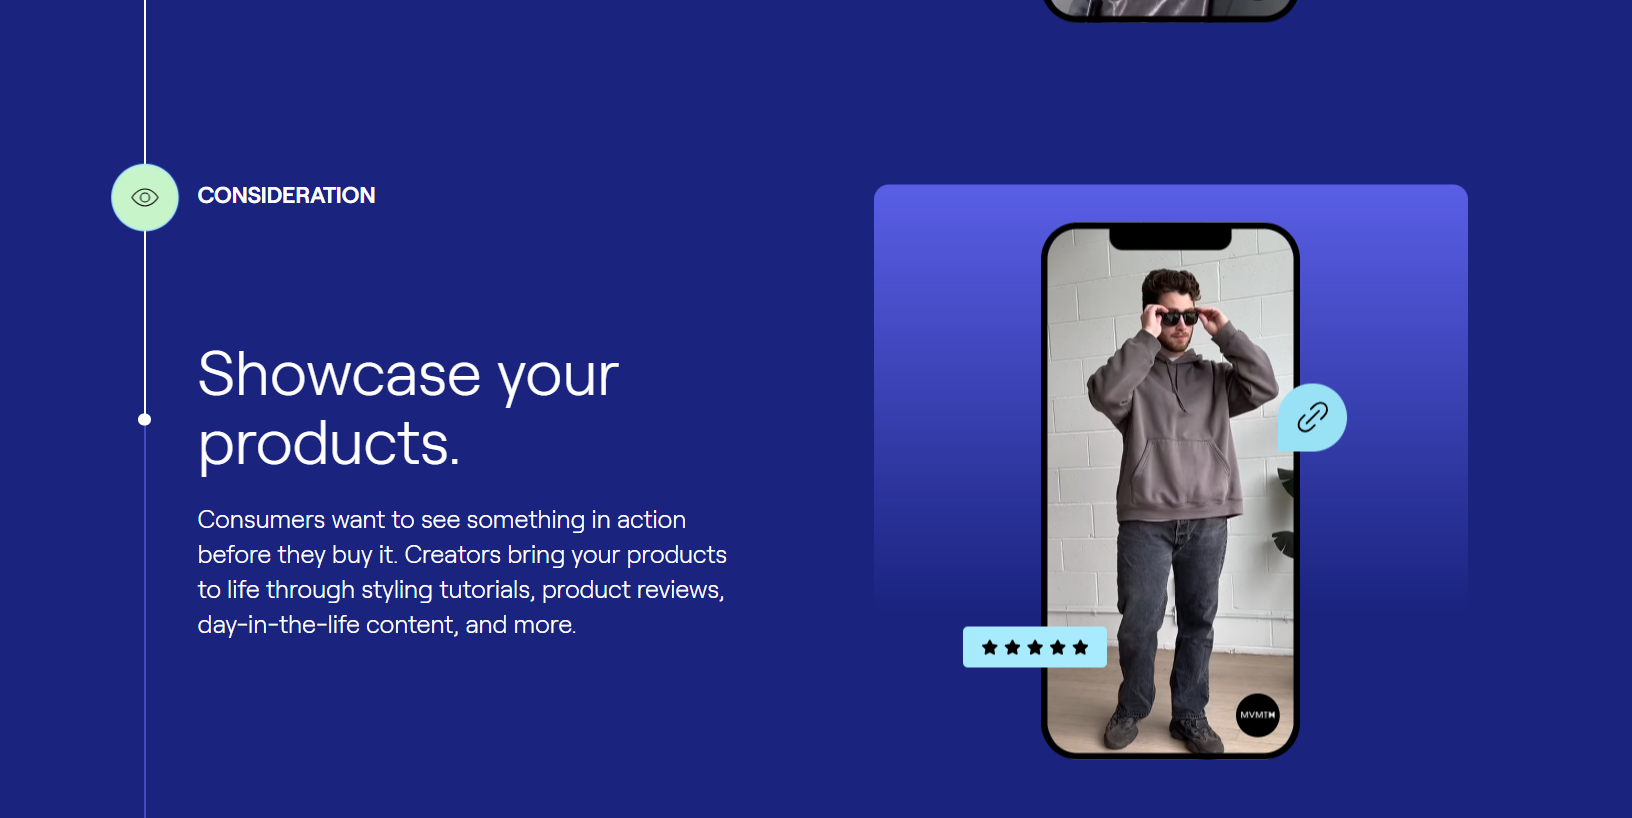 CONSIDERATION
Showcase your
products.
Consumers want to see something in action
before they buy it. Creators bring your products
to life through styling tutorials, product reviews,
day-in-the-life content, and more.
MVMT